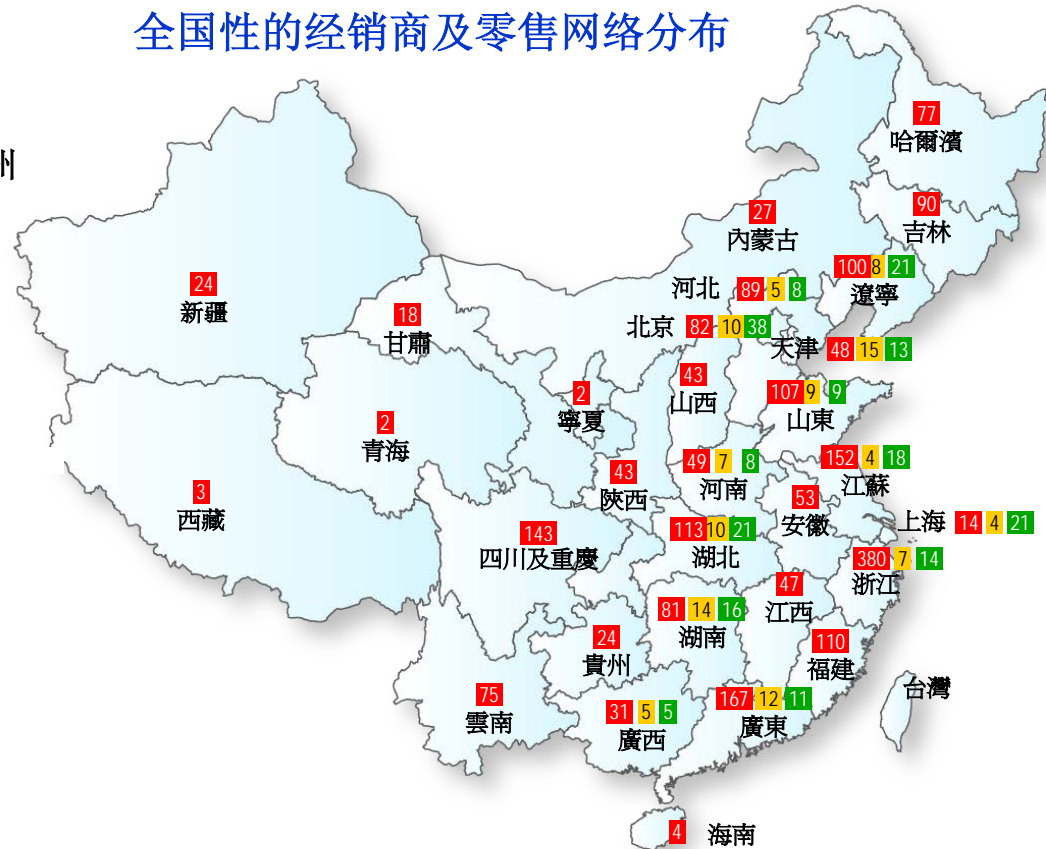 全国性的经销商及零售网络分布
州
77
哈爾濱
90
吉林
27
內蒙古
100 8 21
遼寧
河北 89 5 8
24
新疆
18
甘肅
北京 82 10 38
天津 48 15 13
43
山西
107 9 9
山東
2
寧夏
2
青海
49 7 8
河南
152 4 18
江蘇
43
陝西
53
安徽
3
西藏
上海 14 4 21
143
四川及重慶
113 10 21
湖北
380 7 14
浙江
47
江西
81 14 16
湖南
24
貴州
110
福建
台灣
75
雲南
31 5 5
廣西
167 12 11
廣東
4 海南